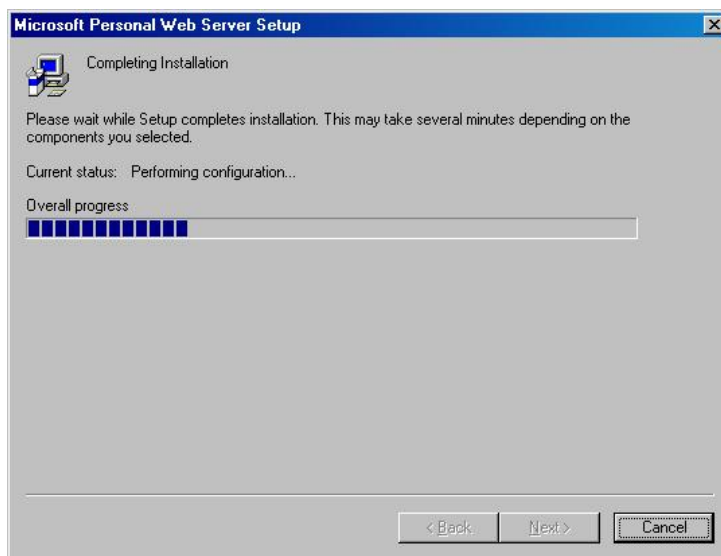 Microsoft Personal Web Server Setup
Completing Installation
Please wait while Setup completes installation. This may take several minutes depending on the
components you selected.
Current status: Performing configuration...
Overall progress
< Back
Next >
Cancel